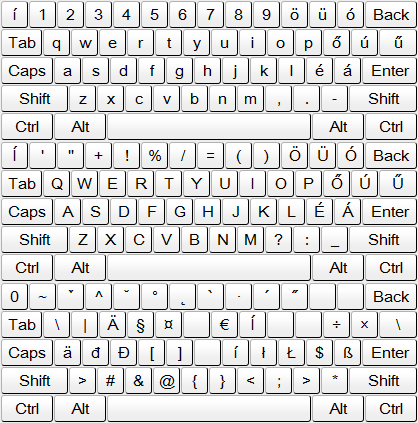 í 1 2 3 4 5 6 7 8 9 ö ü ó Back
Tab q w e r t y u i o p ő ú ű
Caps a s d f g h j k l é á Enter
Shift z x c v b n m , . - Shift
Ctrl Alt Alt Ctrl
Í ' " + ! % / = ( ) Ö Ü Ó Back
Tab Q W E R T Y U I O P Ő Ú Ű
Caps A S D F G H J K L É Á Enter
Shift Z X C V B N M ? : _ Shift
Ctrl Alt Alt Ctrl
0 ~ ˇ ^ ˘ ° ˛ ` ˙ ´ ˝ Back
Tab \ | Ä § ¤ € Í ÷ × \
Caps ä đ Đ [ ] í ł Ł $ ß Enter
Shift > # & @ { } < ; > * Shift
Ctrl Alt Alt Ctrl